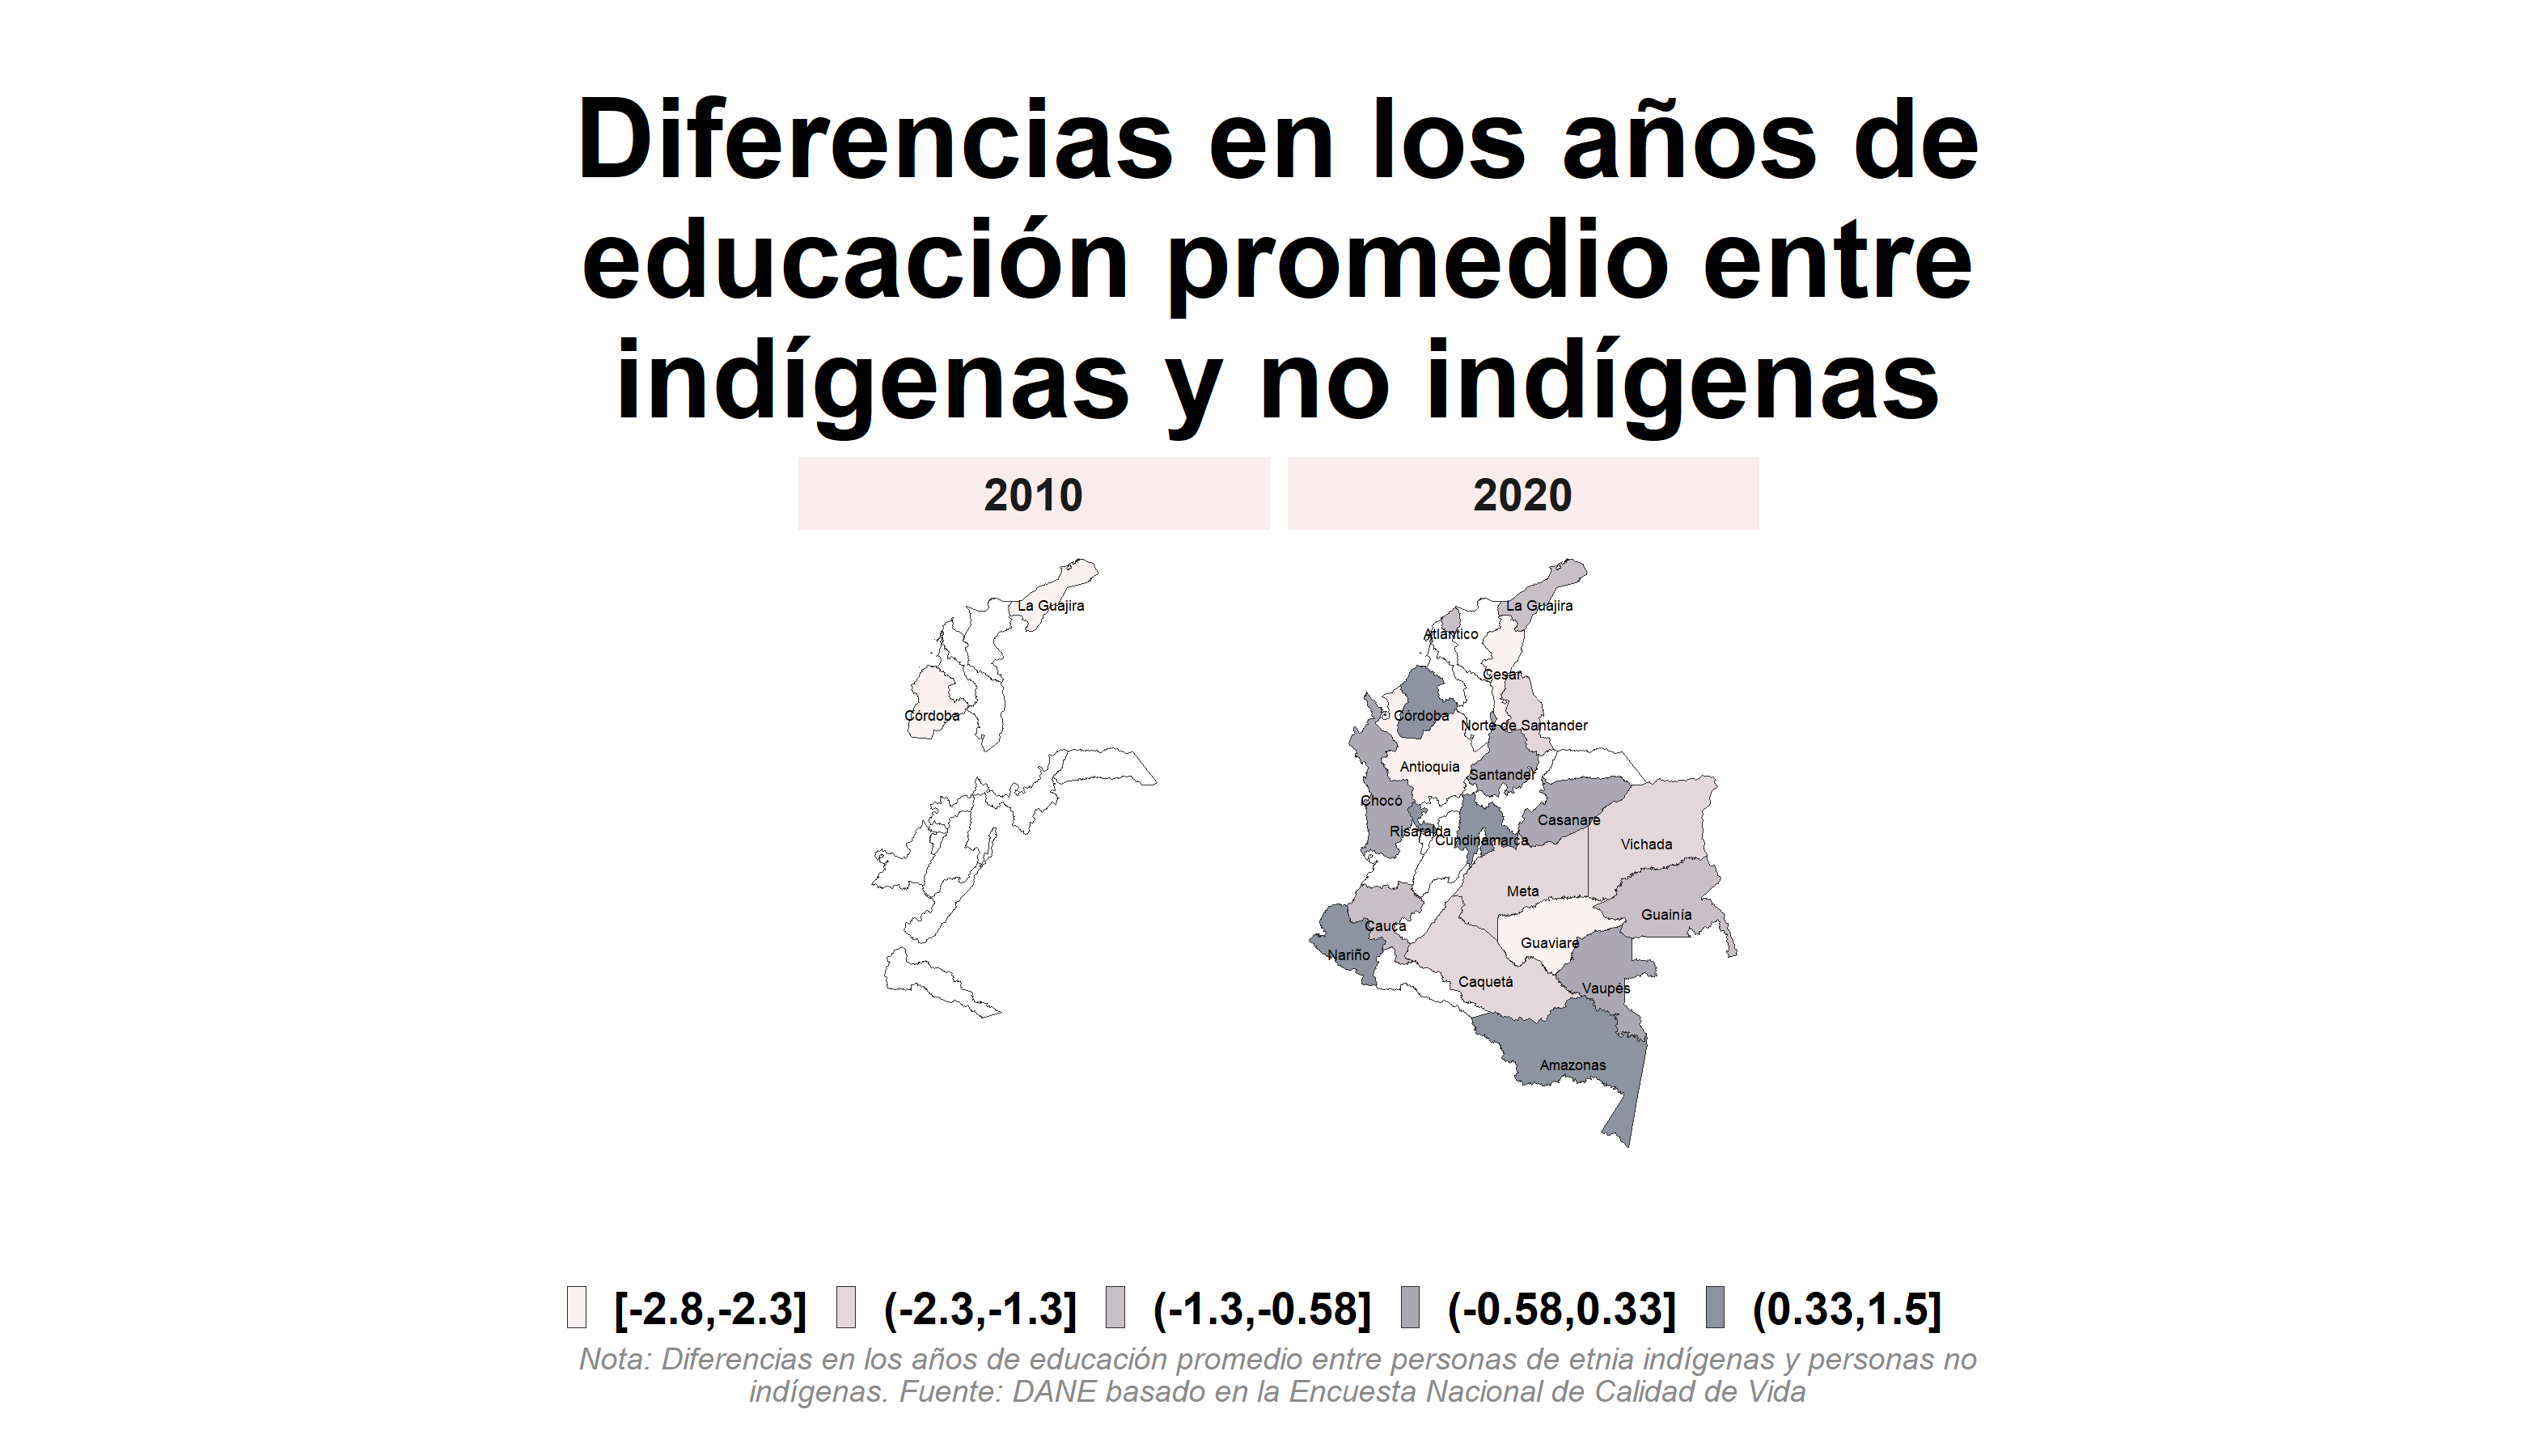 Diferencias en los años de
educación promedio entre
indígenas y no indígenas
2010
2020
La Guajira
Córdoba
La Guajira
Atlántico
Cesar
Córdoba
Norte de Santander
Antioquia
Santander
Chocó
Casanare
Risaralda
Cundinamarca
Vichada
Meta
Guainía
Cauca
Guaviare
Nariño
Caquetá
Vaupés
Amazonas
[-2.8,-2.3] (-2.3,-1.3] (-1.3,-0.58] (-0.58,0.33] (0.33,1.5]
Nota: Diferencias en los años de educación promedio entre personas de etnia indígenas y personas no
indígenas. Fuente: DANE basado en la Encuesta Nacional de Calidad de Vida